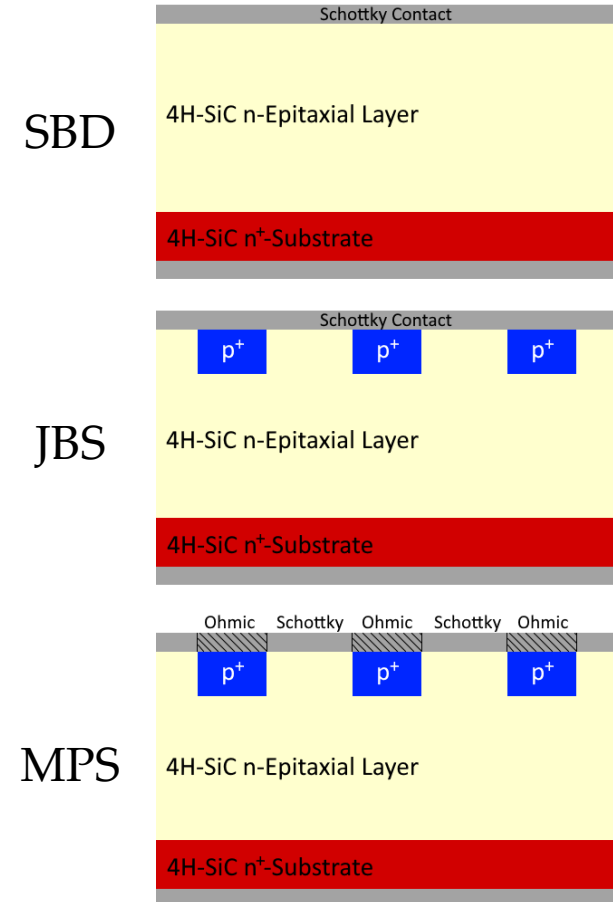 Schottky Contact
SBD
4H-SiC n-Epitaxial Layer
4H-SiC n⁺-Substrate
Schottky Contact
p⁺ p⁺ p⁺
JBS
4H-SiC n-Epitaxial Layer
4H-SiC n⁺-Substrate
Ohmic Schottky Ohmic Schottky Ohmic
p⁺ p⁺ p⁺
MPS
4H-SiC n-Epitaxial Layer
4H-SiC n⁺-Substrate